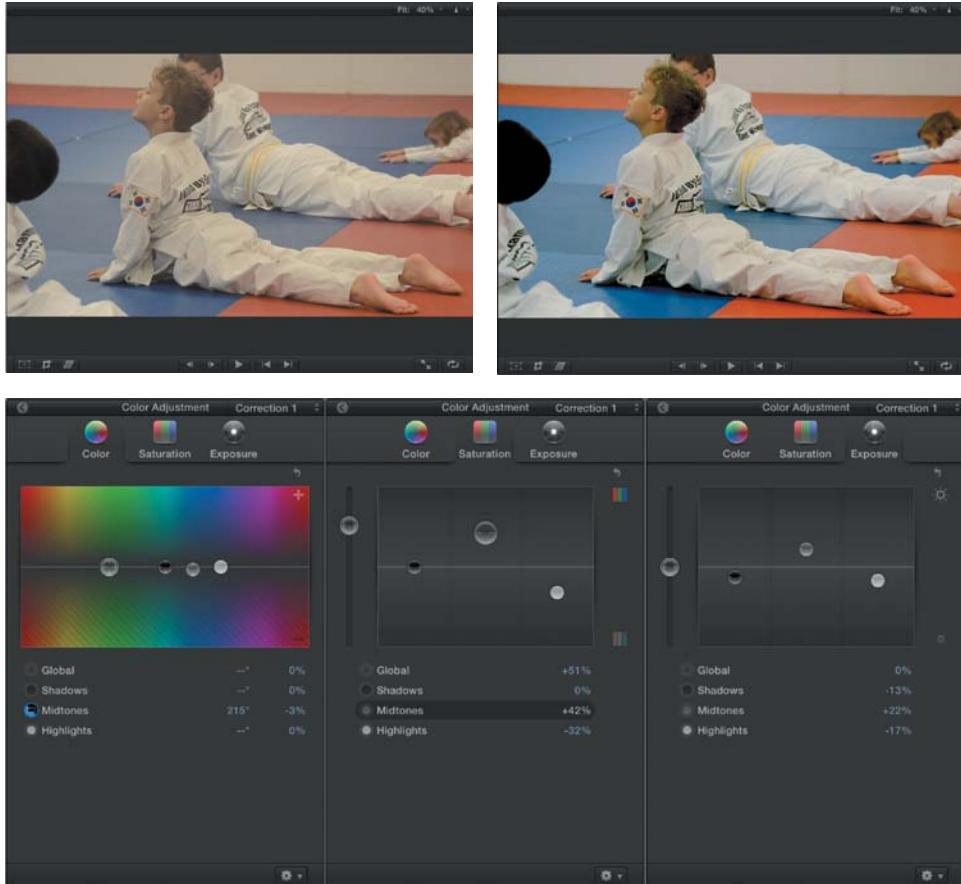 Fit: 40%
Fit: 40%
Color Adjustment Correction 1
Color Saturation Exposure
Global --° 0%
Shadows --° 0%
Midtones 215° -3%
Highlights --° 0%
Color Adjustment Correction 1
Color Saturation Exposure
Global +51%
Shadows 0%
Midtones +42%
Highlights -32%
Color Adjustment Correction 1
Color Saturation Exposure
Global 0%
Shadows -13%
Midtones +22%
Highlights -17%